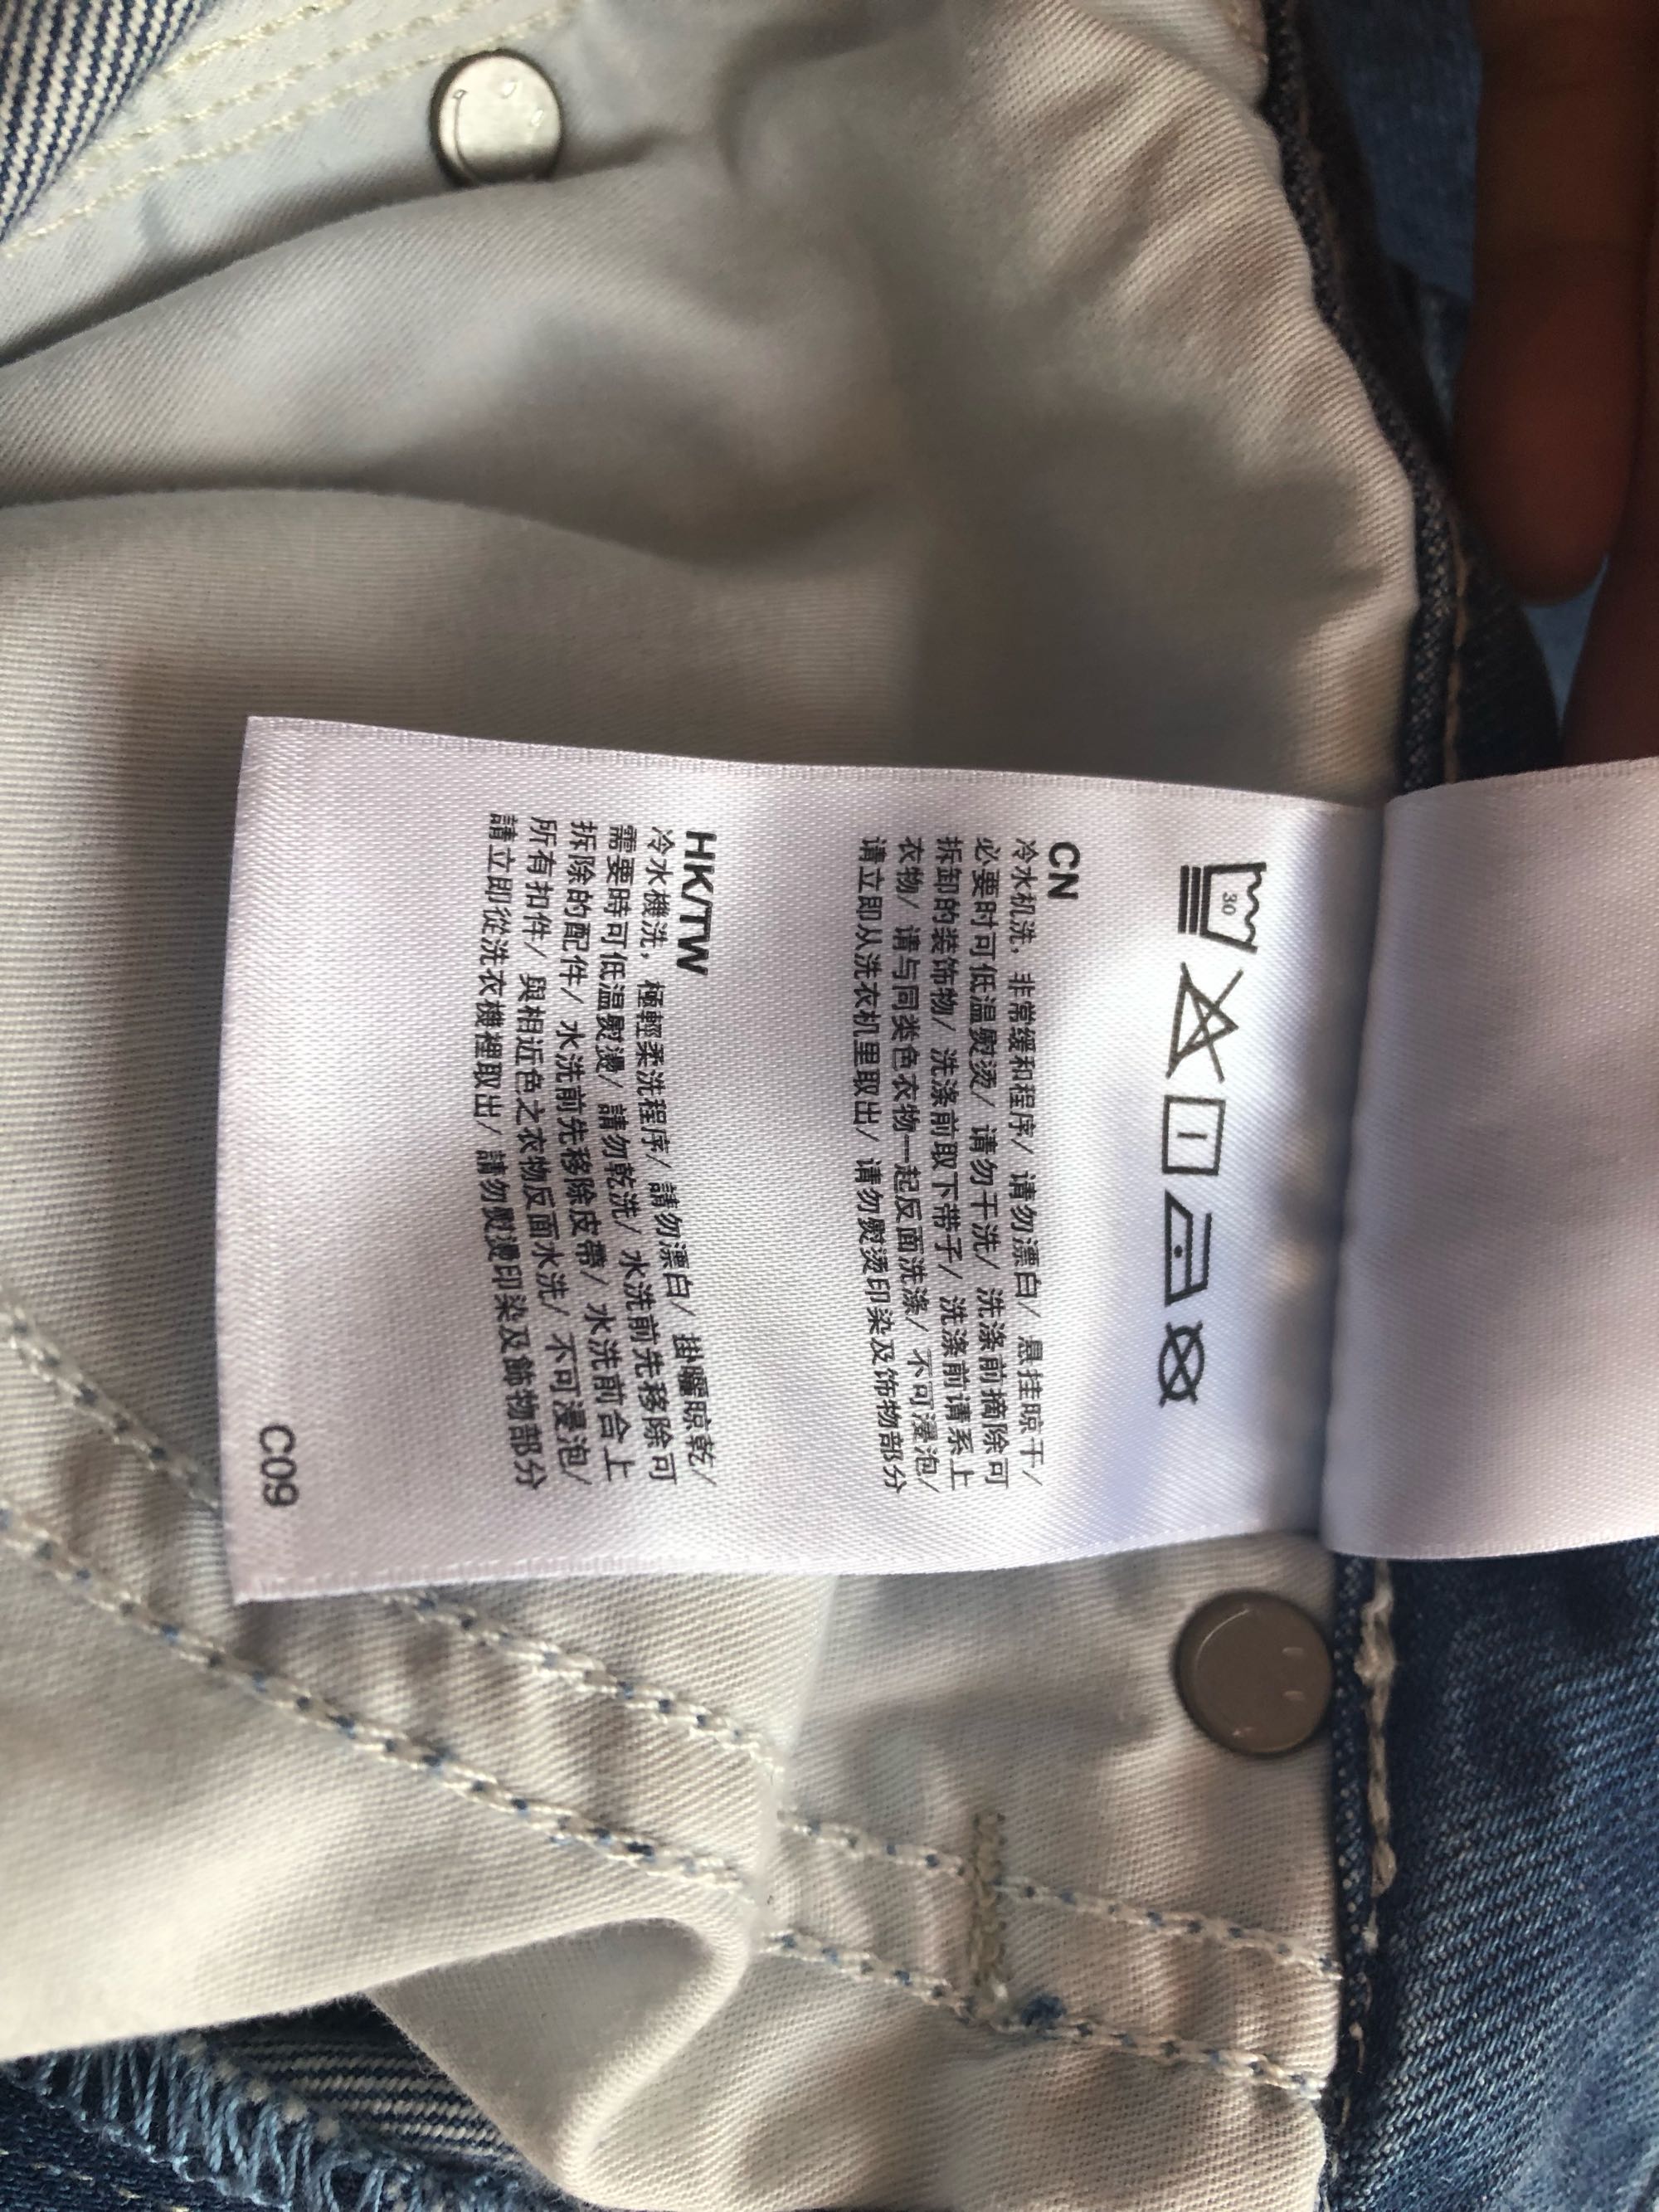 30
CN
冷水机洗，非常缓和程序/ 请勿漂白/ 悬挂晾干/
必要时可低温熨烫/ 请勿干洗/ 洗涤前摘除可
拆卸的装饰物/ 洗涤前取下带子/ 洗涤前请系上
衣物/ 请与同类色衣物一起反面洗涤/ 不可浸泡/
请立即从洗衣机里取出/ 请勿熨烫印染及饰物部分
HK/TW
冷水機洗，極輕柔洗程序/ 請勿漂白/ 掛曬晾乾/
需要時可低溫熨燙/ 請勿乾洗/ 水洗前先移除可
拆除的配件/ 水洗前先移除皮帶/ 水洗前合上
所有扣件/ 與相近色之衣物反面水洗/ 不可浸泡/
請立即從洗衣機裡取出/ 請勿熨燙印染及飾物部分
C09